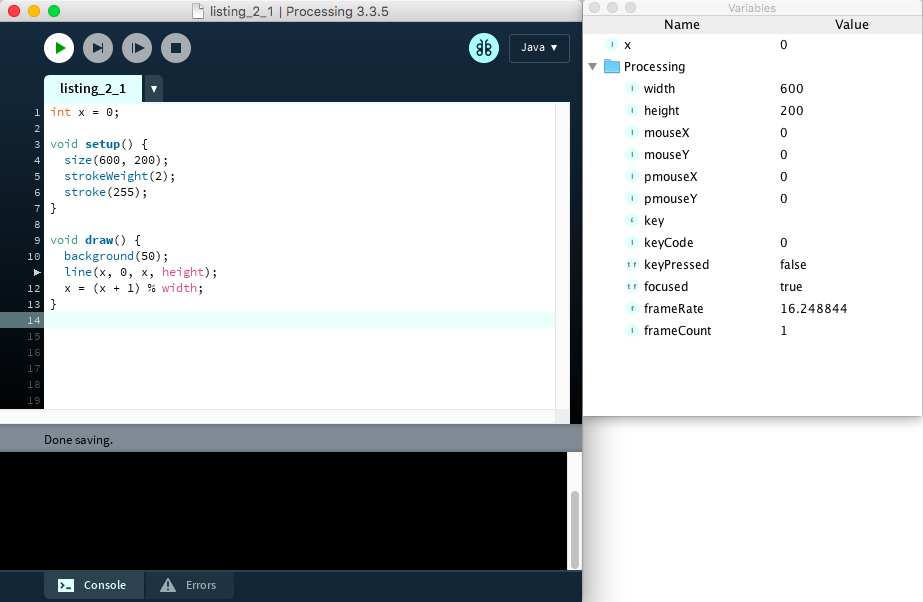 listing_2_1 | Processing 3.3.5
Java ▼
listing_2_1 ▼
1 int x = 0;
2
3 void setup() {
4 size(600, 200);
5 strokeWeight(2);
6 stroke(255);
7 }
8
9 void draw() {
10 background(50);
line(x, 0, x, height);
12 x = (x + 1) % width;
13 }
14
15
16
17
18
19
Done saving.
Console Errors
Variables
Name Value
x 0
Processing
width 600
height 200
mouseX 0
mouseY 0
pmouseX 0
pmouseY 0
key
keyCode 0
keyPressed false
focused true
frameRate 16.248844
frameCount 1